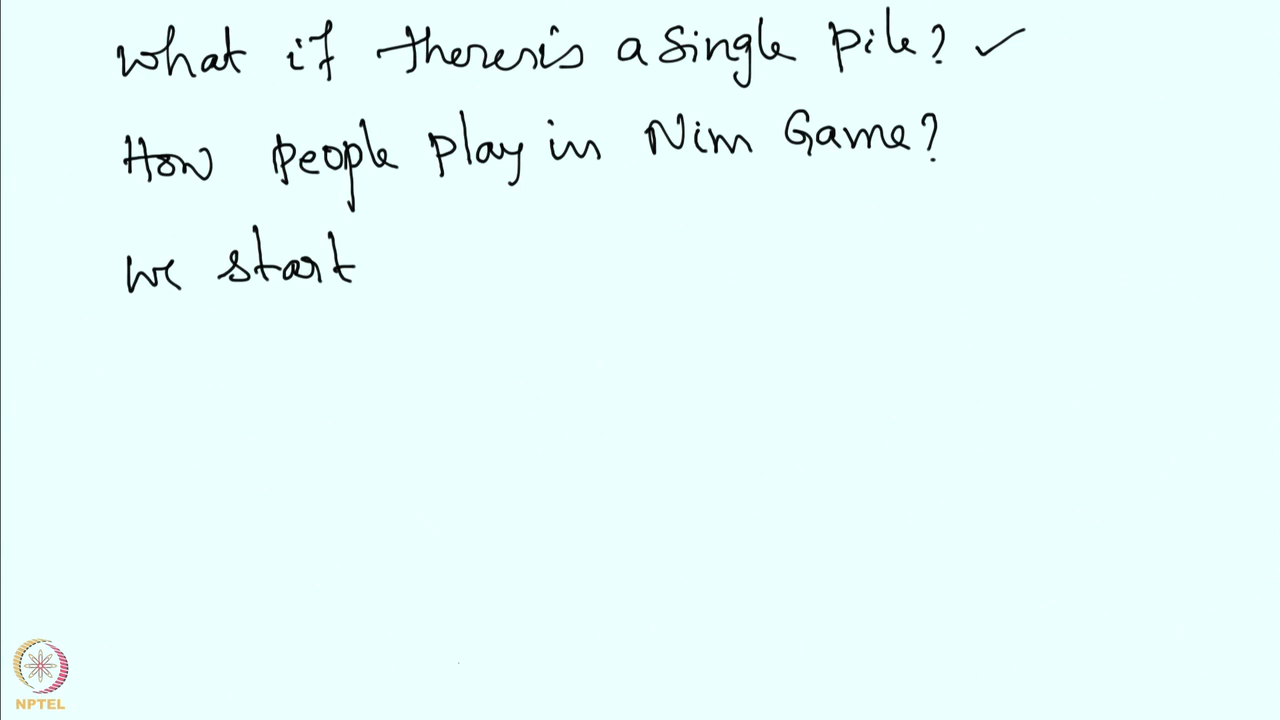 What if there is a single pile? ✓
How people play in Nim Game?
We start
NPTEL